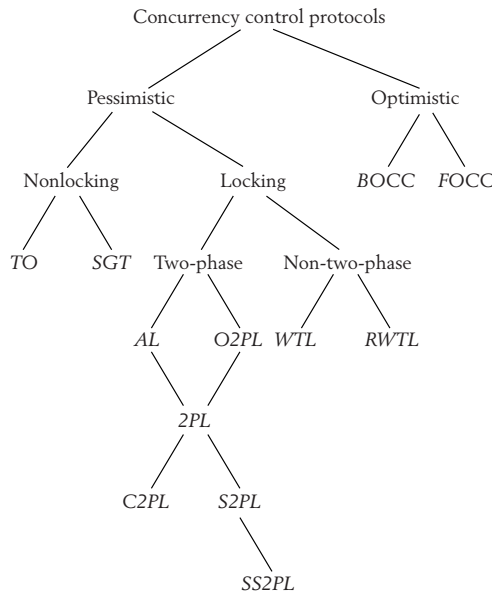 Concurrency control protocols
Pessimistic
Optimistic
Nonlocking
Locking
BOCC
FOCC
TO
SGT
Two-phase
Non-two-phase
AL
O2PL
WTL
RWTL
2PL
C2PL
S2PL
SS2PL